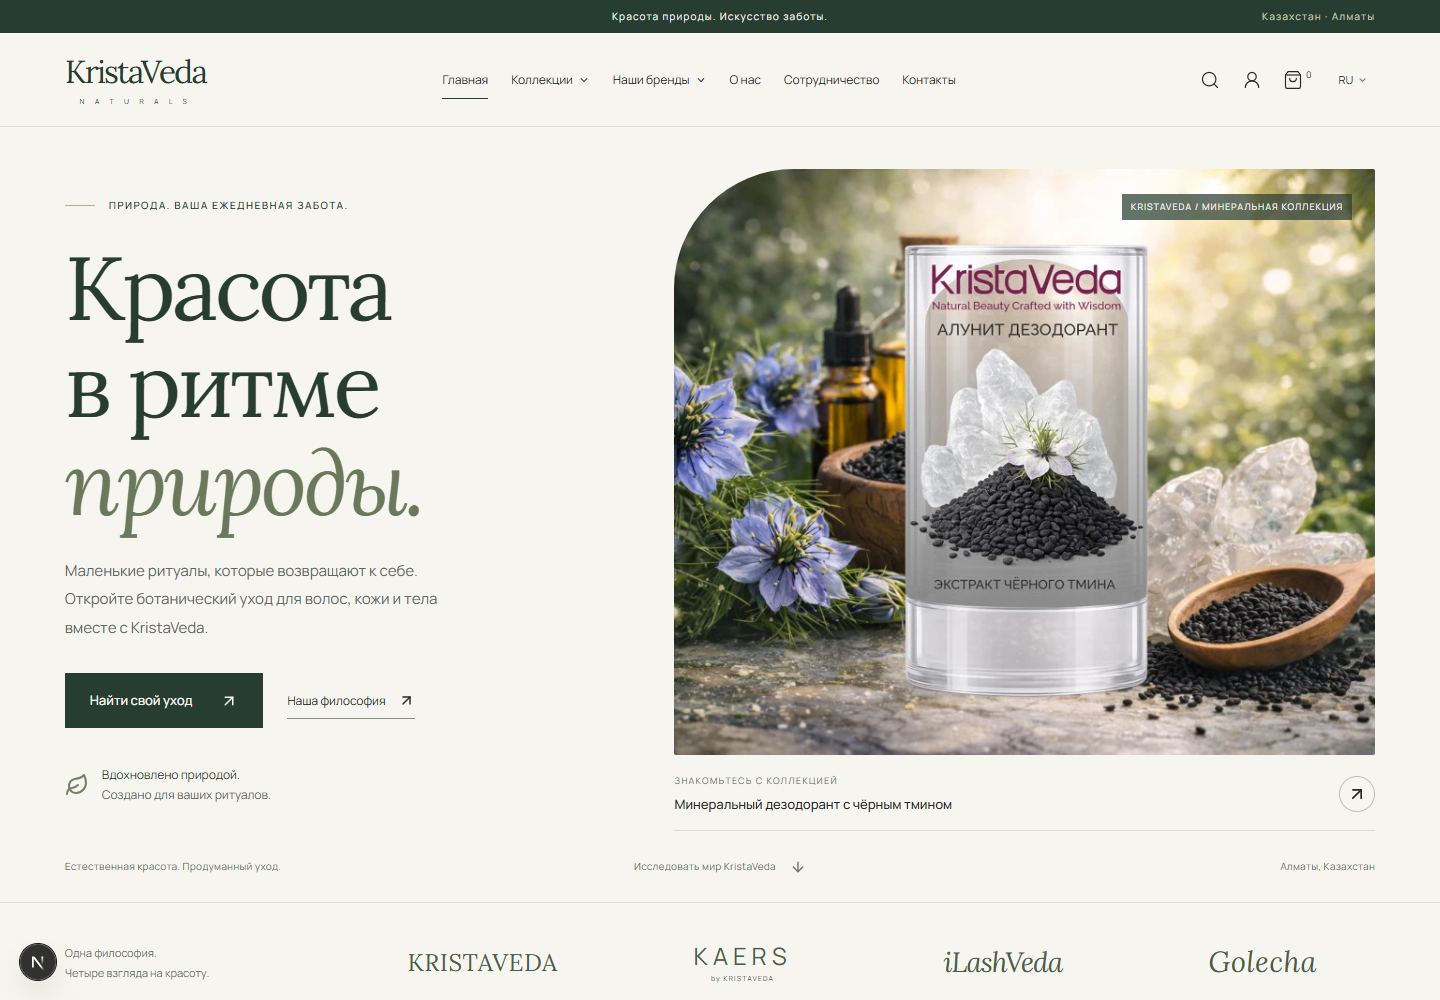 Красота природы. Искусство заботы.
Казахстан · Алматы
KristaVeda
NATURALS
Главная
Коллекции
Наши бренды
О нас
Сотрудничество
Контакты
0
RU
ПРИРОДА. ВАША ЕЖЕДНЕВНАЯ ЗАБОТА.
Красота
в ритме
природы.
Маленькие ритуалы, которые возвращают к себе.
Откройте ботанический уход для волос, кожи и тела
вместе с KristaVeda.
Найти свой уход
Наша философия
Вдохновлено природой.
Создано для ваших ритуалов.
KRISTAVEDA / МИНЕРАЛЬНАЯ КОЛЛЕКЦИЯ
KristaVeda
Natural Beauty Crafted with Wisdom
АЛУНИТ ДЕЗОДОРАНТ
ЭКСТРАКТ ЧЁРНОГО ТМИНА
ЗНАКОМЬТЕСЬ С КОЛЛЕКЦИЕЙ
Минеральный дезодорант с чёрным тмином
Естественная красота. Продуманный уход.
Исследовать мир KristaVeda
Алматы, Казахстан
N
Одна философия.
Четыре взгляда на красоту.
KRISTAVEDA
KAERS
by KRISTAVEDA
iLashVeda
Golecha